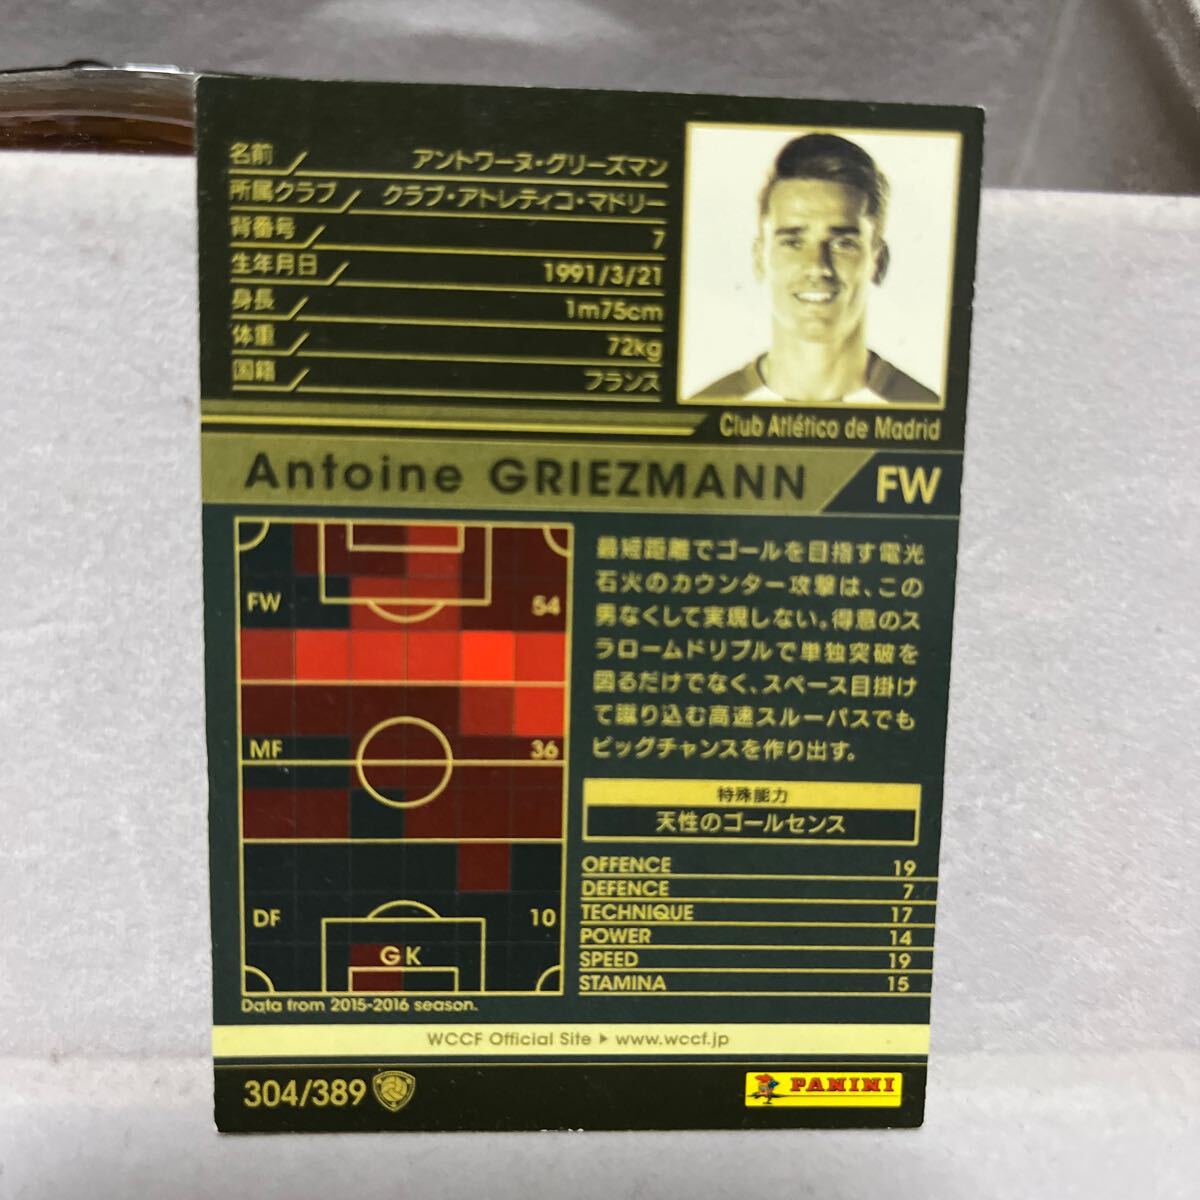 名前 アントワーヌ・グリーズマン
所属クラブ クラブ・アトレティコ・マドリー
背番号 7
生年月日 1991/3/21
身長 1m75cm
体重 72kg
国籍 フランス
Club Atlético de Madrid
Antoine GRIEZMANN FW
FW 54
MF 36
DF 10
GK
Data from 2015-2016 season.
最短距離でゴールを目指す電光
石火のカウンター攻撃は、この
男なくして実現しない。得意のス
ラロームドリブルで単独突破を
図るだけでなく、スペース目掛け
て蹴り込む高速スルーパスでも
ビッグチャンスを作り出す。
特殊能力
天性のゴールセンス
OFFENCE 19
DEFENCE 7
TECHNIQUE 17
POWER 14
SPEED 19
STAMINA 15
WCCF Official Site ▶ www.wccf.jp
304/389
PANINI